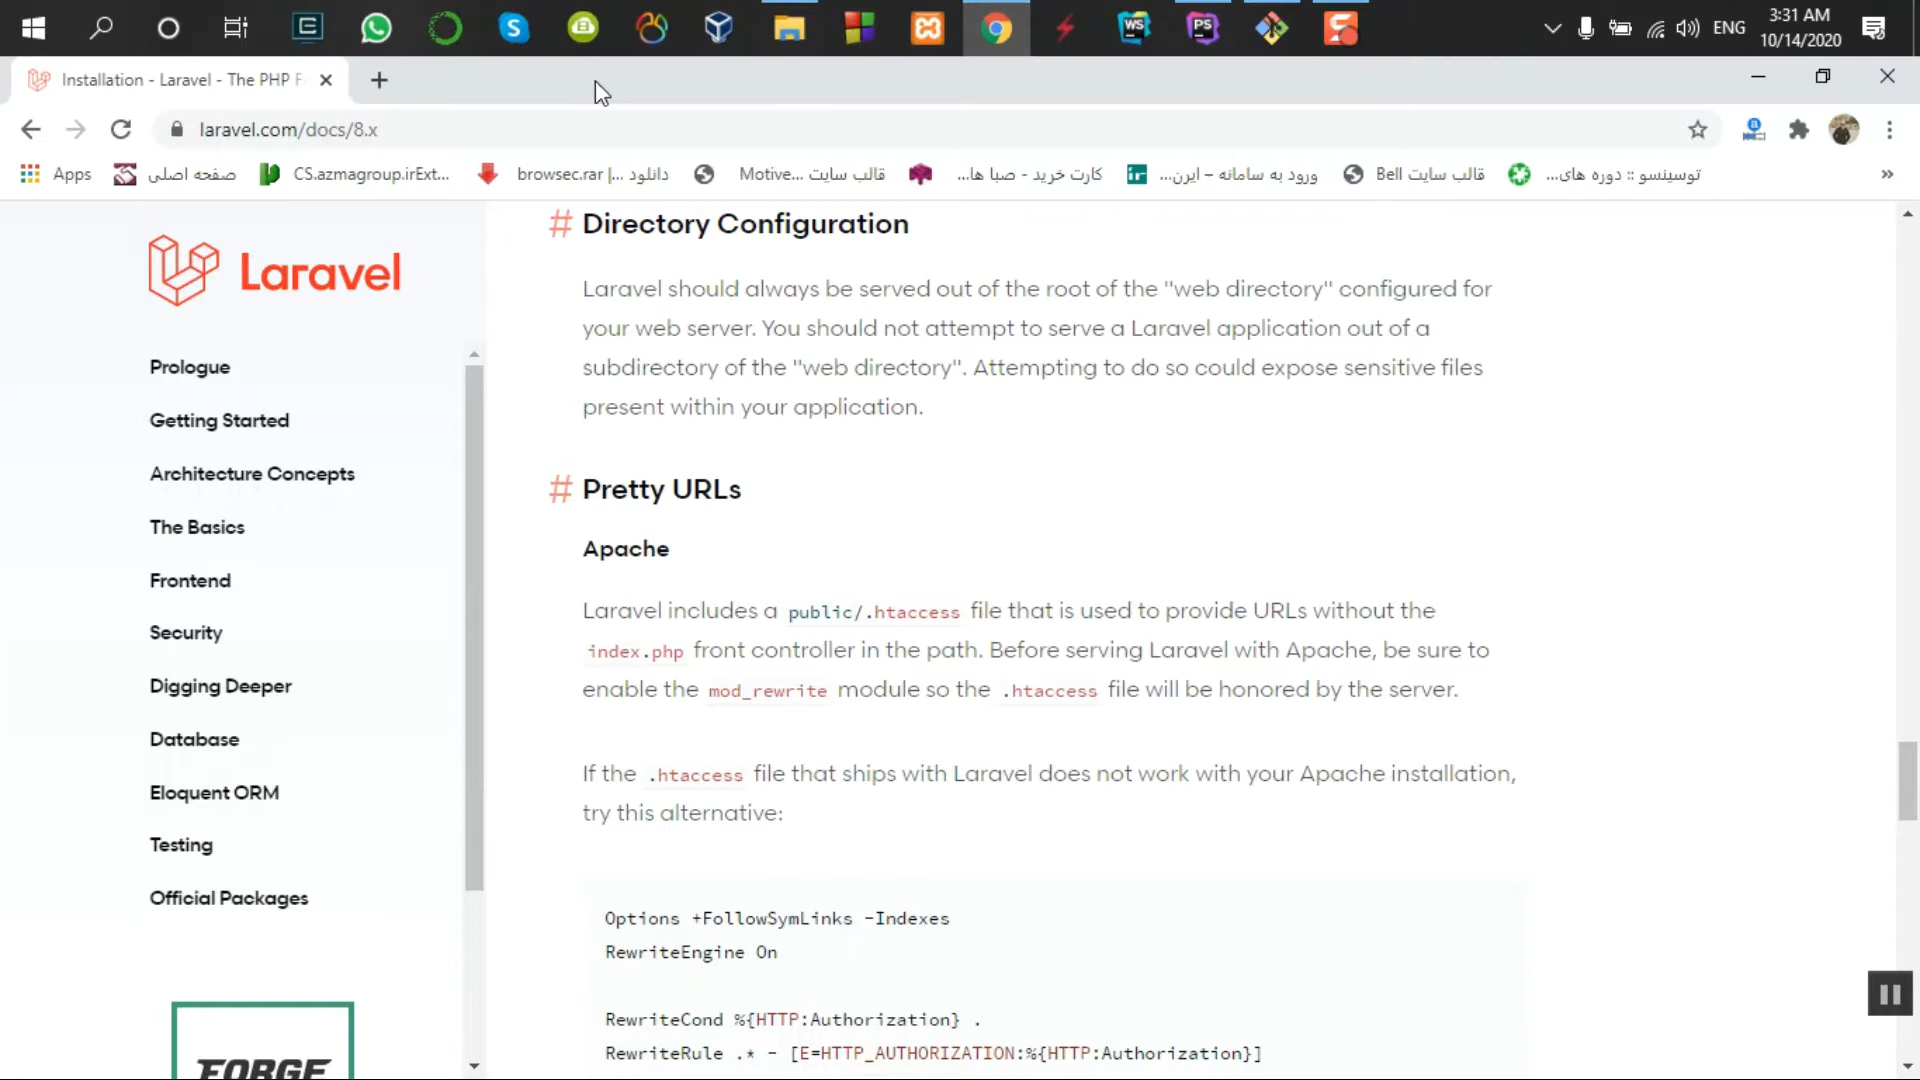 ENG
3:31 AM
10/14/2020
Installation - Laravel - The PHP F
laravel.com/docs/8.x
Apps
صفحه اصلی
CS.azmagroup.irExt...
دانلود ...| browsec.rar
قالب سایت ...Motive
کارت خرید - صبا ها...
ورود به سامانه – ایرن...
قالب سایت Bell
توسینسو :: دوره های...
»
Laravel
Prologue
Getting Started
Architecture Concepts
The Basics
Frontend
Security
Digging Deeper
Database
Eloquent ORM
Testing
Official Packages
FORGE
# Directory Configuration
Laravel should always be served out of the root of the "web directory" configured for
your web server. You should not attempt to serve a Laravel application out of a
subdirectory of the "web directory". Attempting to do so could expose sensitive files
present within your application.
# Pretty URLs
Apache
Laravel includes a public/.htaccess file that is used to provide URLs without the
index.php front controller in the path. Before serving Laravel with Apache, be sure to
enable the mod_rewrite module so the .htaccess file will be honored by the server.
If the .htaccess file that ships with Laravel does not work with your Apache installation,
try this alternative:
Options +FollowSymLinks -Indexes
RewriteEngine On
RewriteCond %{HTTP:Authorization} .
RewriteRule .* - [E=HTTP_AUTHORIZATION:%{HTTP:Authorization}]